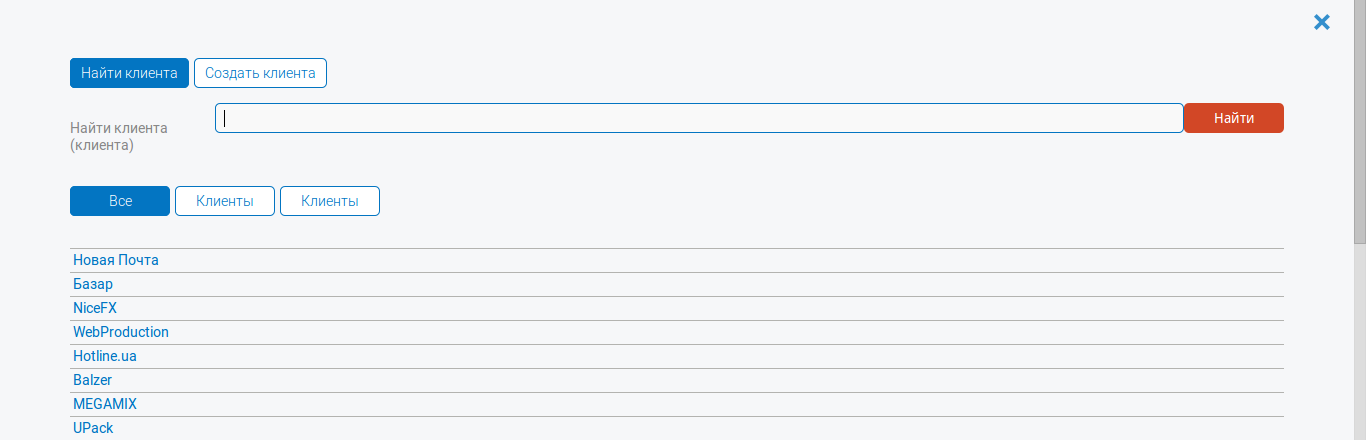 Найти клиента Создать клиента
Найти клиента
(клиента)
Найти
Все Клиенты Клиенты
Новая Почта
Базар
NiceFX
WebProduction
Hotline.ua
Balzer
MEGAMIX
UPack